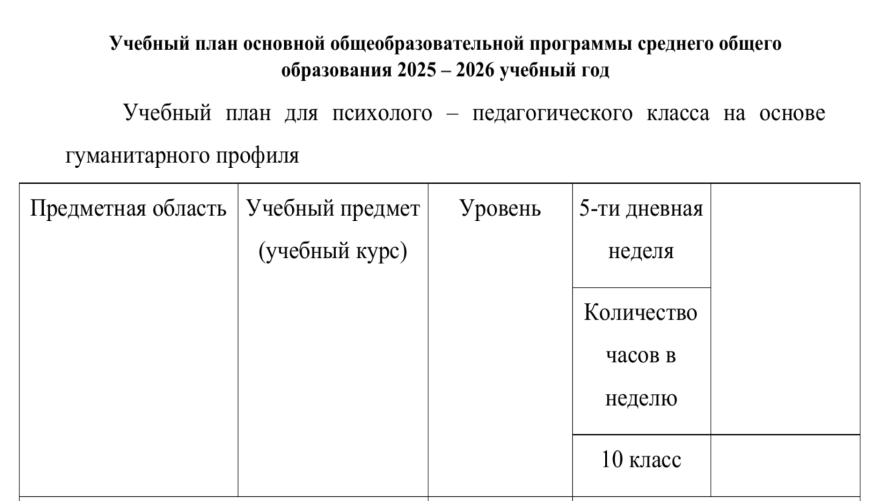 Учебный план основной общеобразовательной программы среднего общего
образования 2025 – 2026 учебный год
Учебный план для психолого – педагогического класса на основе
гуманитарного профиля
Предметная область
Учебный предмет
(учебный курс)
Уровень
5-ти дневная
неделя
Количество
часов в
неделю
10 класс